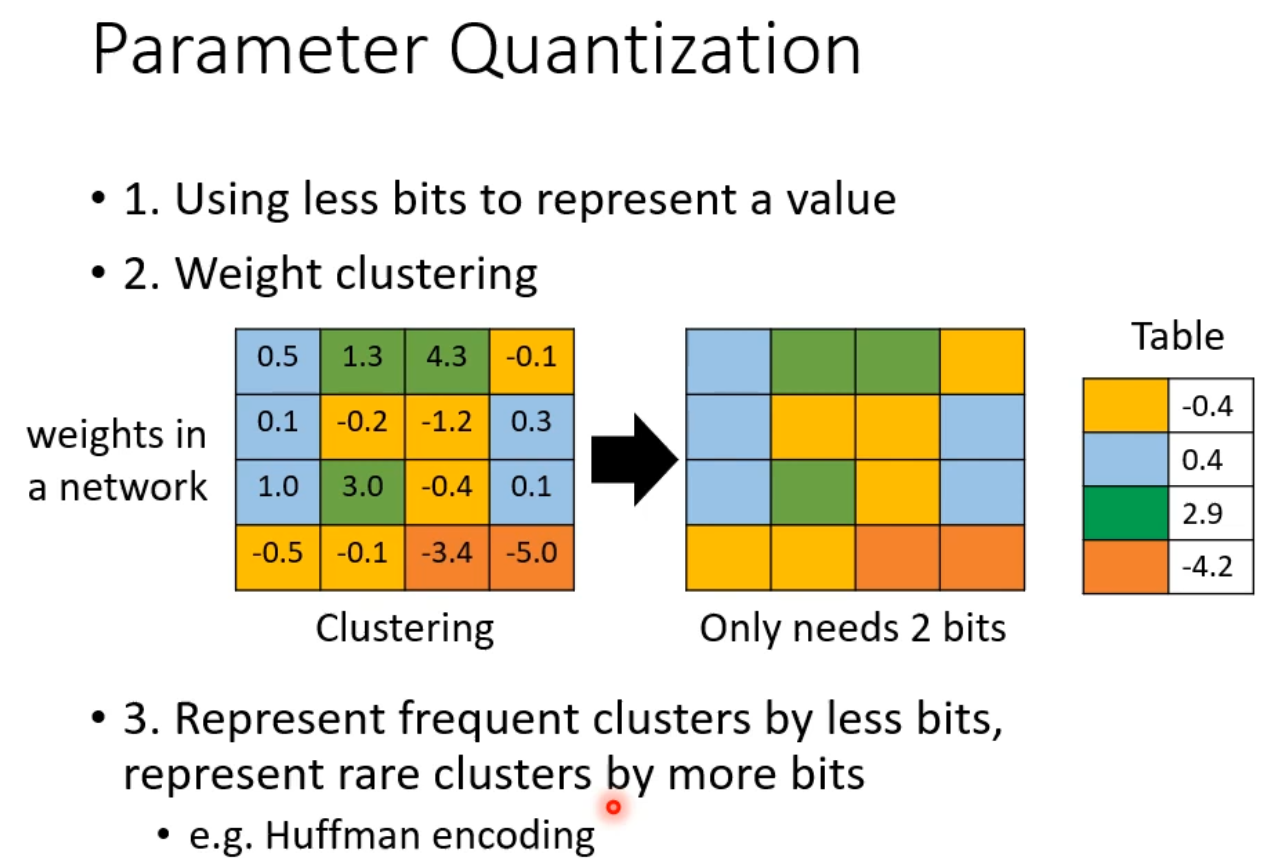 Parameter Quantization
• 1. Using less bits to represent a value
• 2. Weight clustering
weights in
a network
0.5 1.3 4.3 -0.1
0.1 -0.2 -1.2 0.3
1.0 3.0 -0.4 0.1
-0.5 -0.1 -3.4 -5.0
Clustering
Only needs 2 bits
Table
-0.4
0.4
2.9
-4.2
• 3. Represent frequent clusters by less bits,
represent rare clusters by more bits
• e.g. Huffman encoding